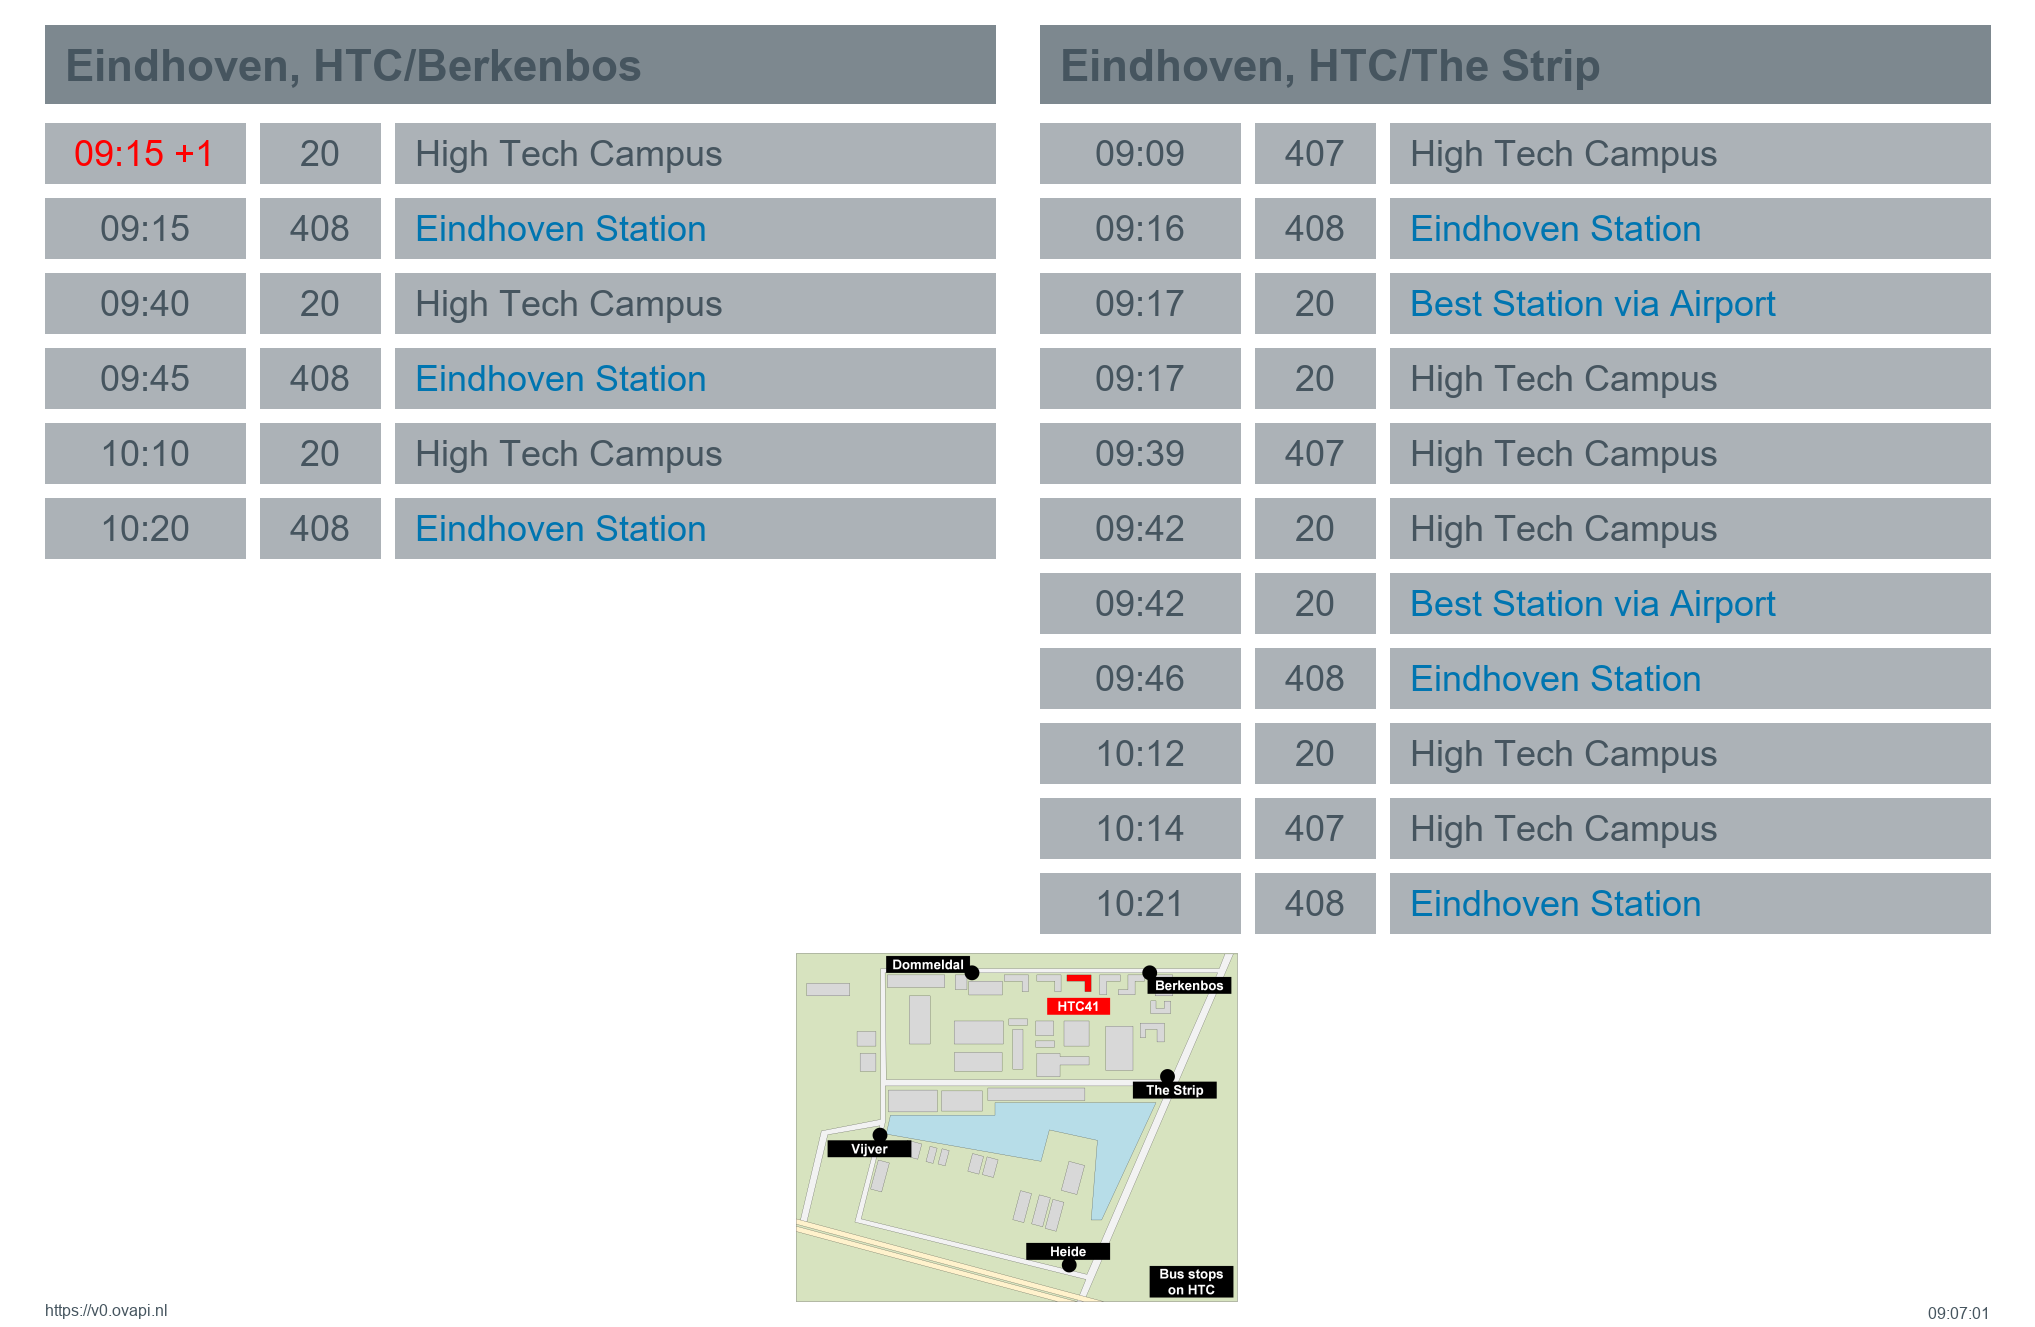 Eindhoven, HTC/Berkenbos
09:15 +1 20 High Tech Campus
09:15 408 Eindhoven Station
09:40 20 High Tech Campus
09:45 408 Eindhoven Station
10:10 20 High Tech Campus
10:20 408 Eindhoven Station
Eindhoven, HTC/The Strip
09:09 407 High Tech Campus
09:16 408 Eindhoven Station
09:17 20 Best Station via Airport
09:17 20 High Tech Campus
09:39 407 High Tech Campus
09:42 20 High Tech Campus
09:42 20 Best Station via Airport
09:46 408 Eindhoven Station
10:12 20 High Tech Campus
10:14 407 High Tech Campus
10:21 408 Eindhoven Station
Dommeldal
Berkenbos
HTC41
The Strip
Vijver
Heide
Bus stops
on HTC
https://v0.ovapi.nl
09:07:01